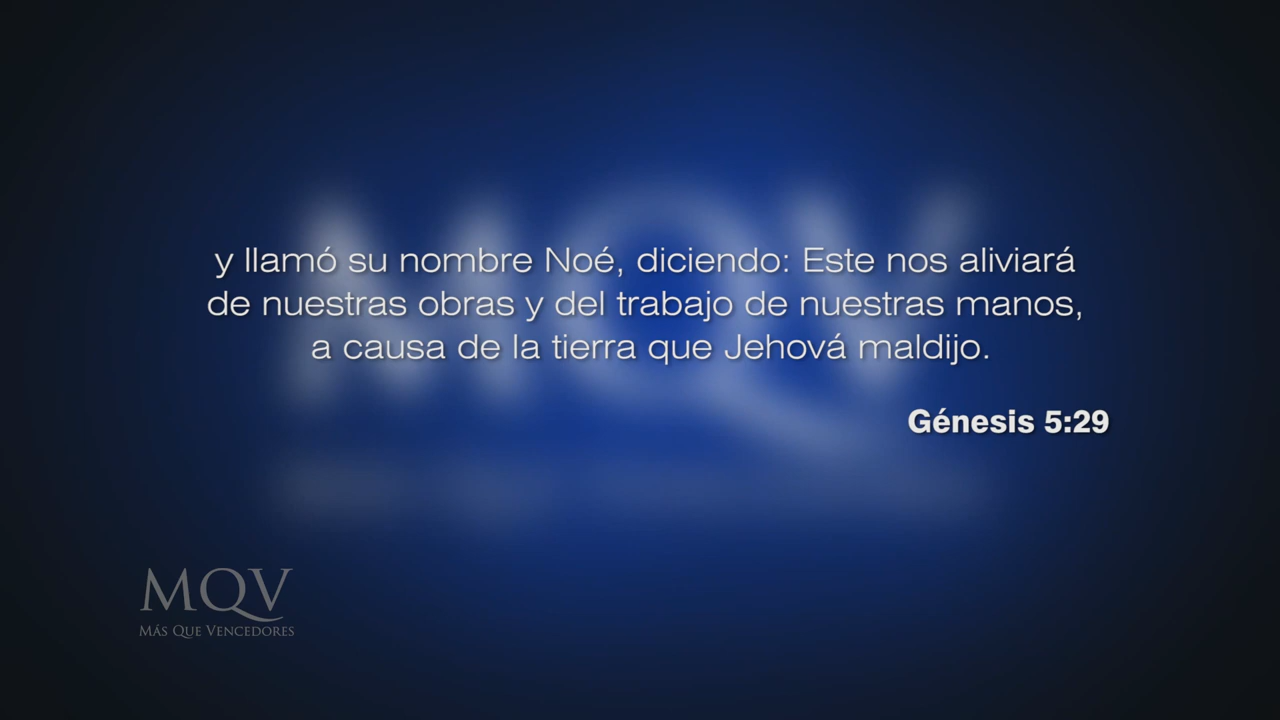 y llamó su nombre Noé, diciendo: Este nos aliviará
de nuestras obras y del trabajo de nuestras manos,
a causa de la tierra que Jehová maldijo.
Génesis 5:29
MQV
MÁS QUE VENCEDORES